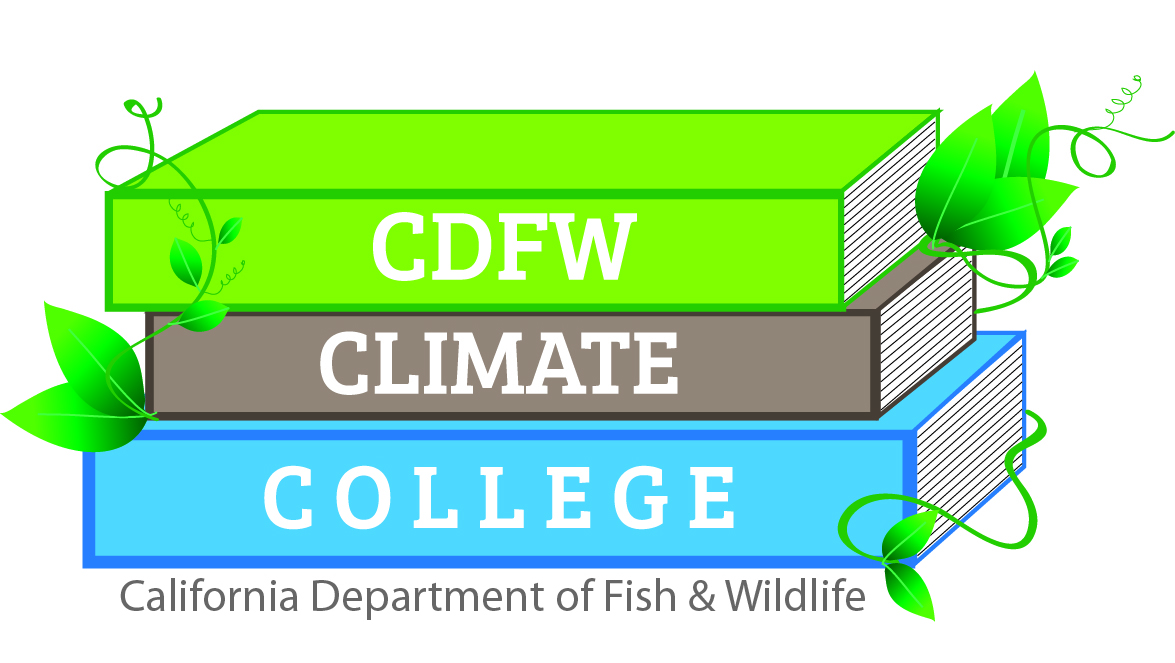 CDFW
CLIMATE
COLLEGE
California Department of Fish & Wildlife